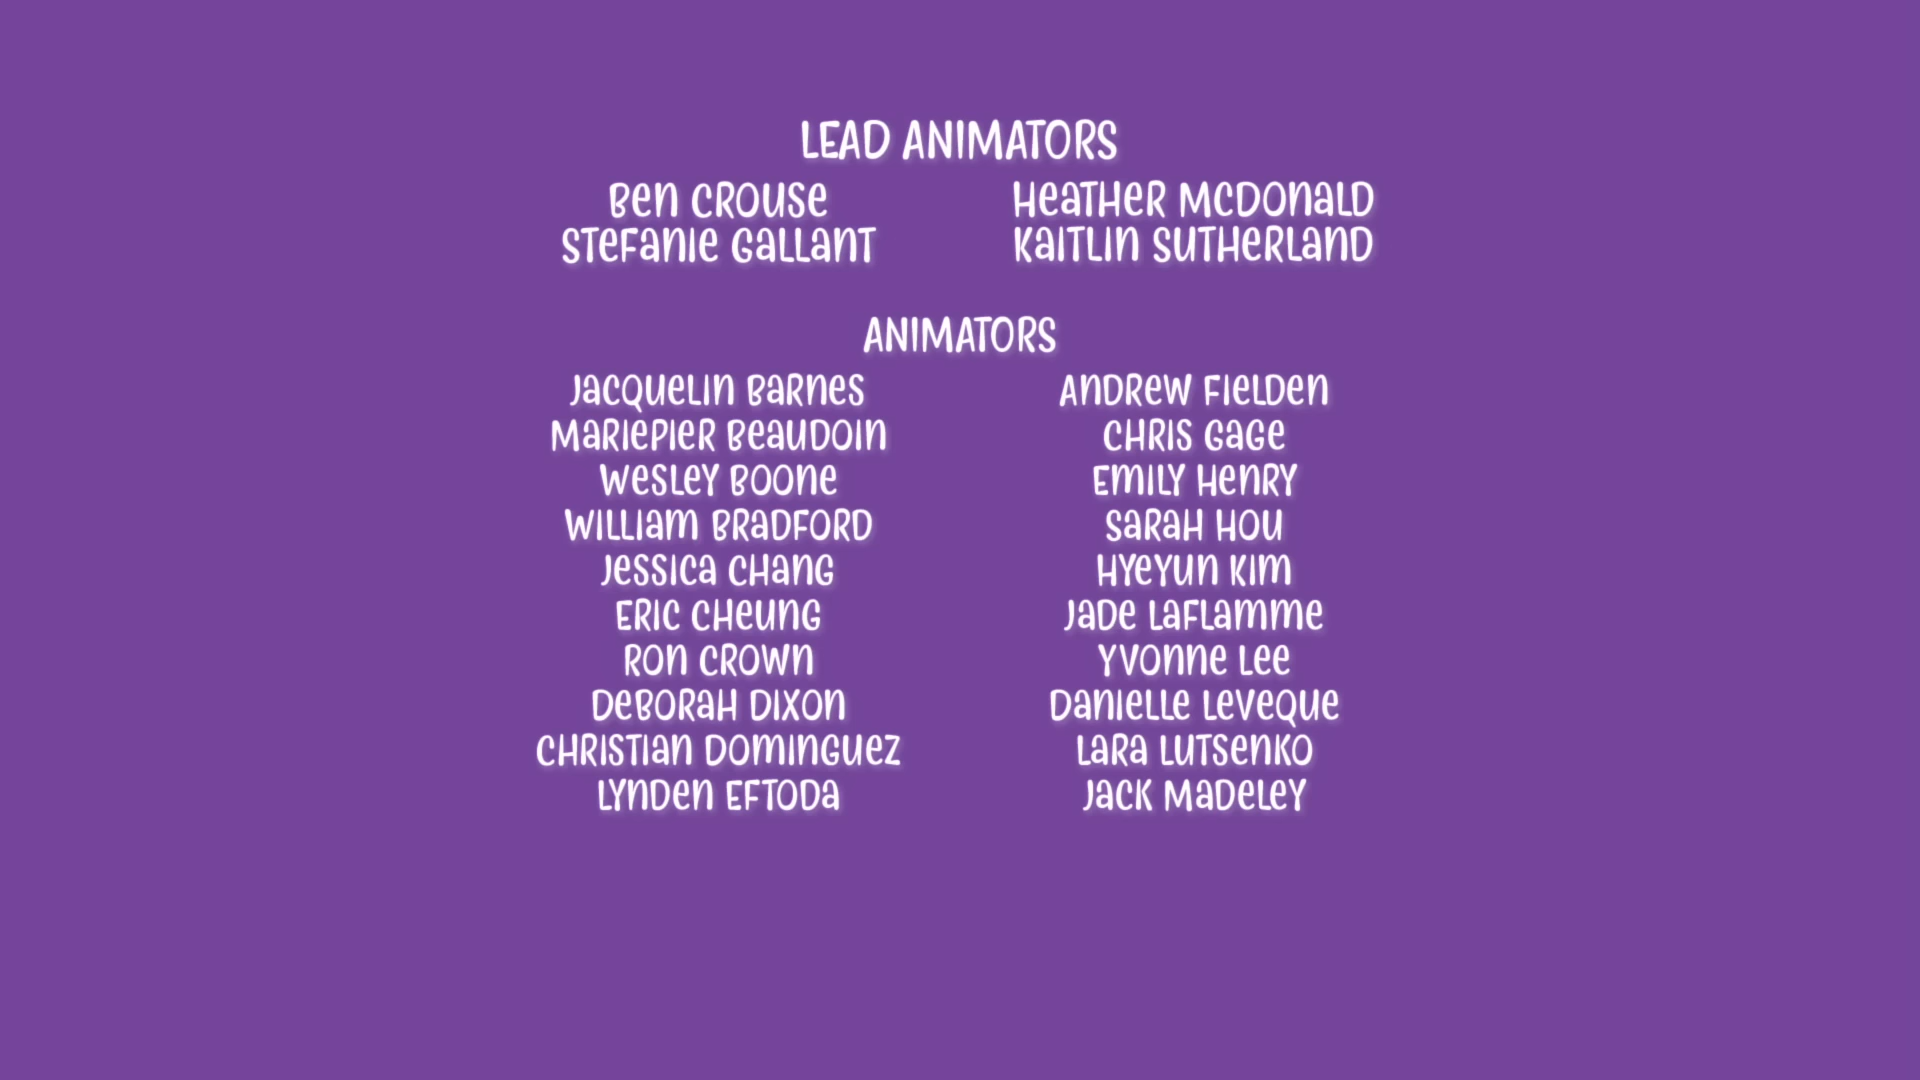 LEAD ANIMATORS
Ben Crouse Heather McDonald
Stefanie Gallant Kaitlin Sutherland
ANIMATORS
Jacquelin Barnes Andrew Fielden
Mariepier Beaudoin Chris Gage
Wesley Boone Emily Henry
William Bradford Sarah Hou
Jessica Chang Hyeyun Kim
Eric Cheung Jade Laflamme
Ron Crown Yvonne Lee
Deborah Dixon Danielle Leveque
Christian Dominguez Lara Lutsenko
Lynden Eftoda Jack Madeley